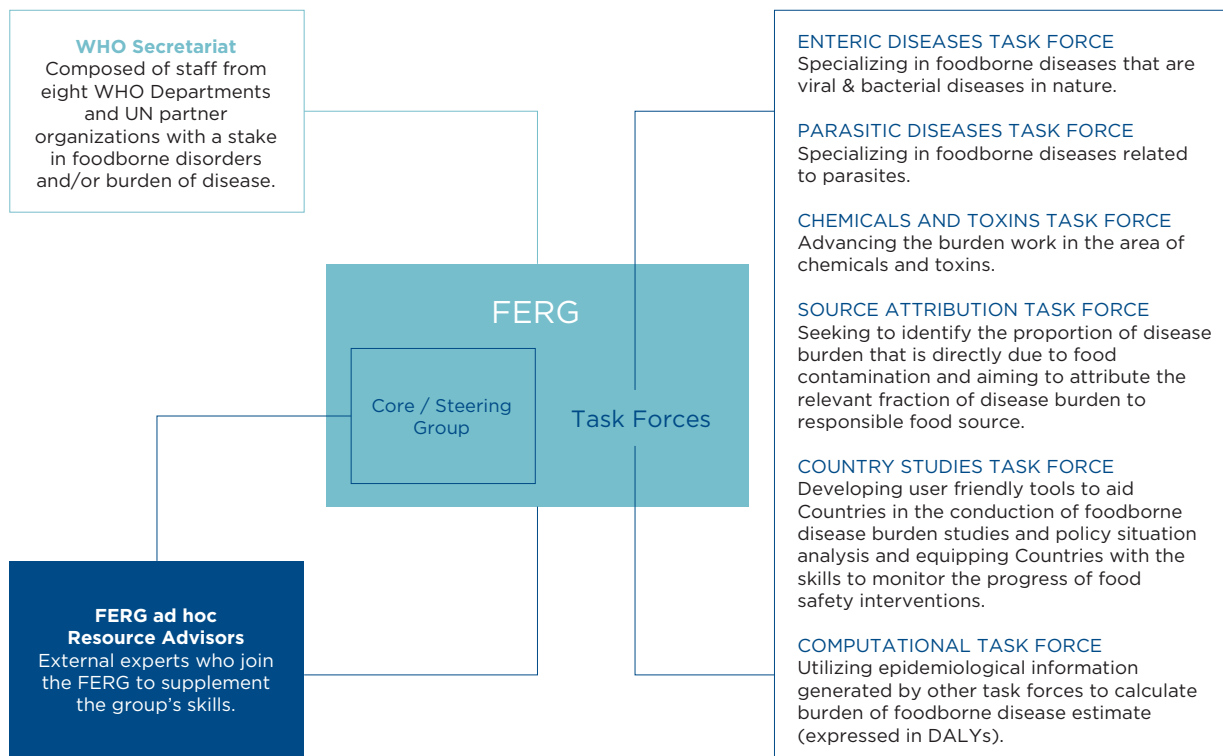 WHO Secretariat
Composed of staff from
eight WHO Departments
and UN partner
organizations with a stake
in foodborne disorders
and/or burden of disease.
FERG
Core / Steering
Group
Task Forces
FERG ad hoc
Resource Advisors
External experts who join
the FERG to supplement
the group's skills.
ENTERIC DISEASES TASK FORCE
Specializing in foodborne diseases that are
viral & bacterial diseases in nature.
PARASITIC DISEASES TASK FORCE
Specializing in foodborne diseases related
to parasites.
CHEMICALS AND TOXINS TASK FORCE
Advancing the burden work in the area of
chemicals and toxins.
SOURCE ATTRIBUTION TASK FORCE
Seeking to identify the proportion of disease
burden that is directly due to food
contamination and aiming to attribute the
relevant fraction of disease burden to
responsible food source.
COUNTRY STUDIES TASK FORCE
Developing user friendly tools to aid
Countries in the conduction of foodborne
disease burden studies and policy situation
analysis and equipping Countries with the
skills to monitor the progress of food
safety interventions.
COMPUTATIONAL TASK FORCE
Utilizing epidemiological information
generated by other task forces to calculate
burden of foodborne disease estimate
(expressed in DALYs).